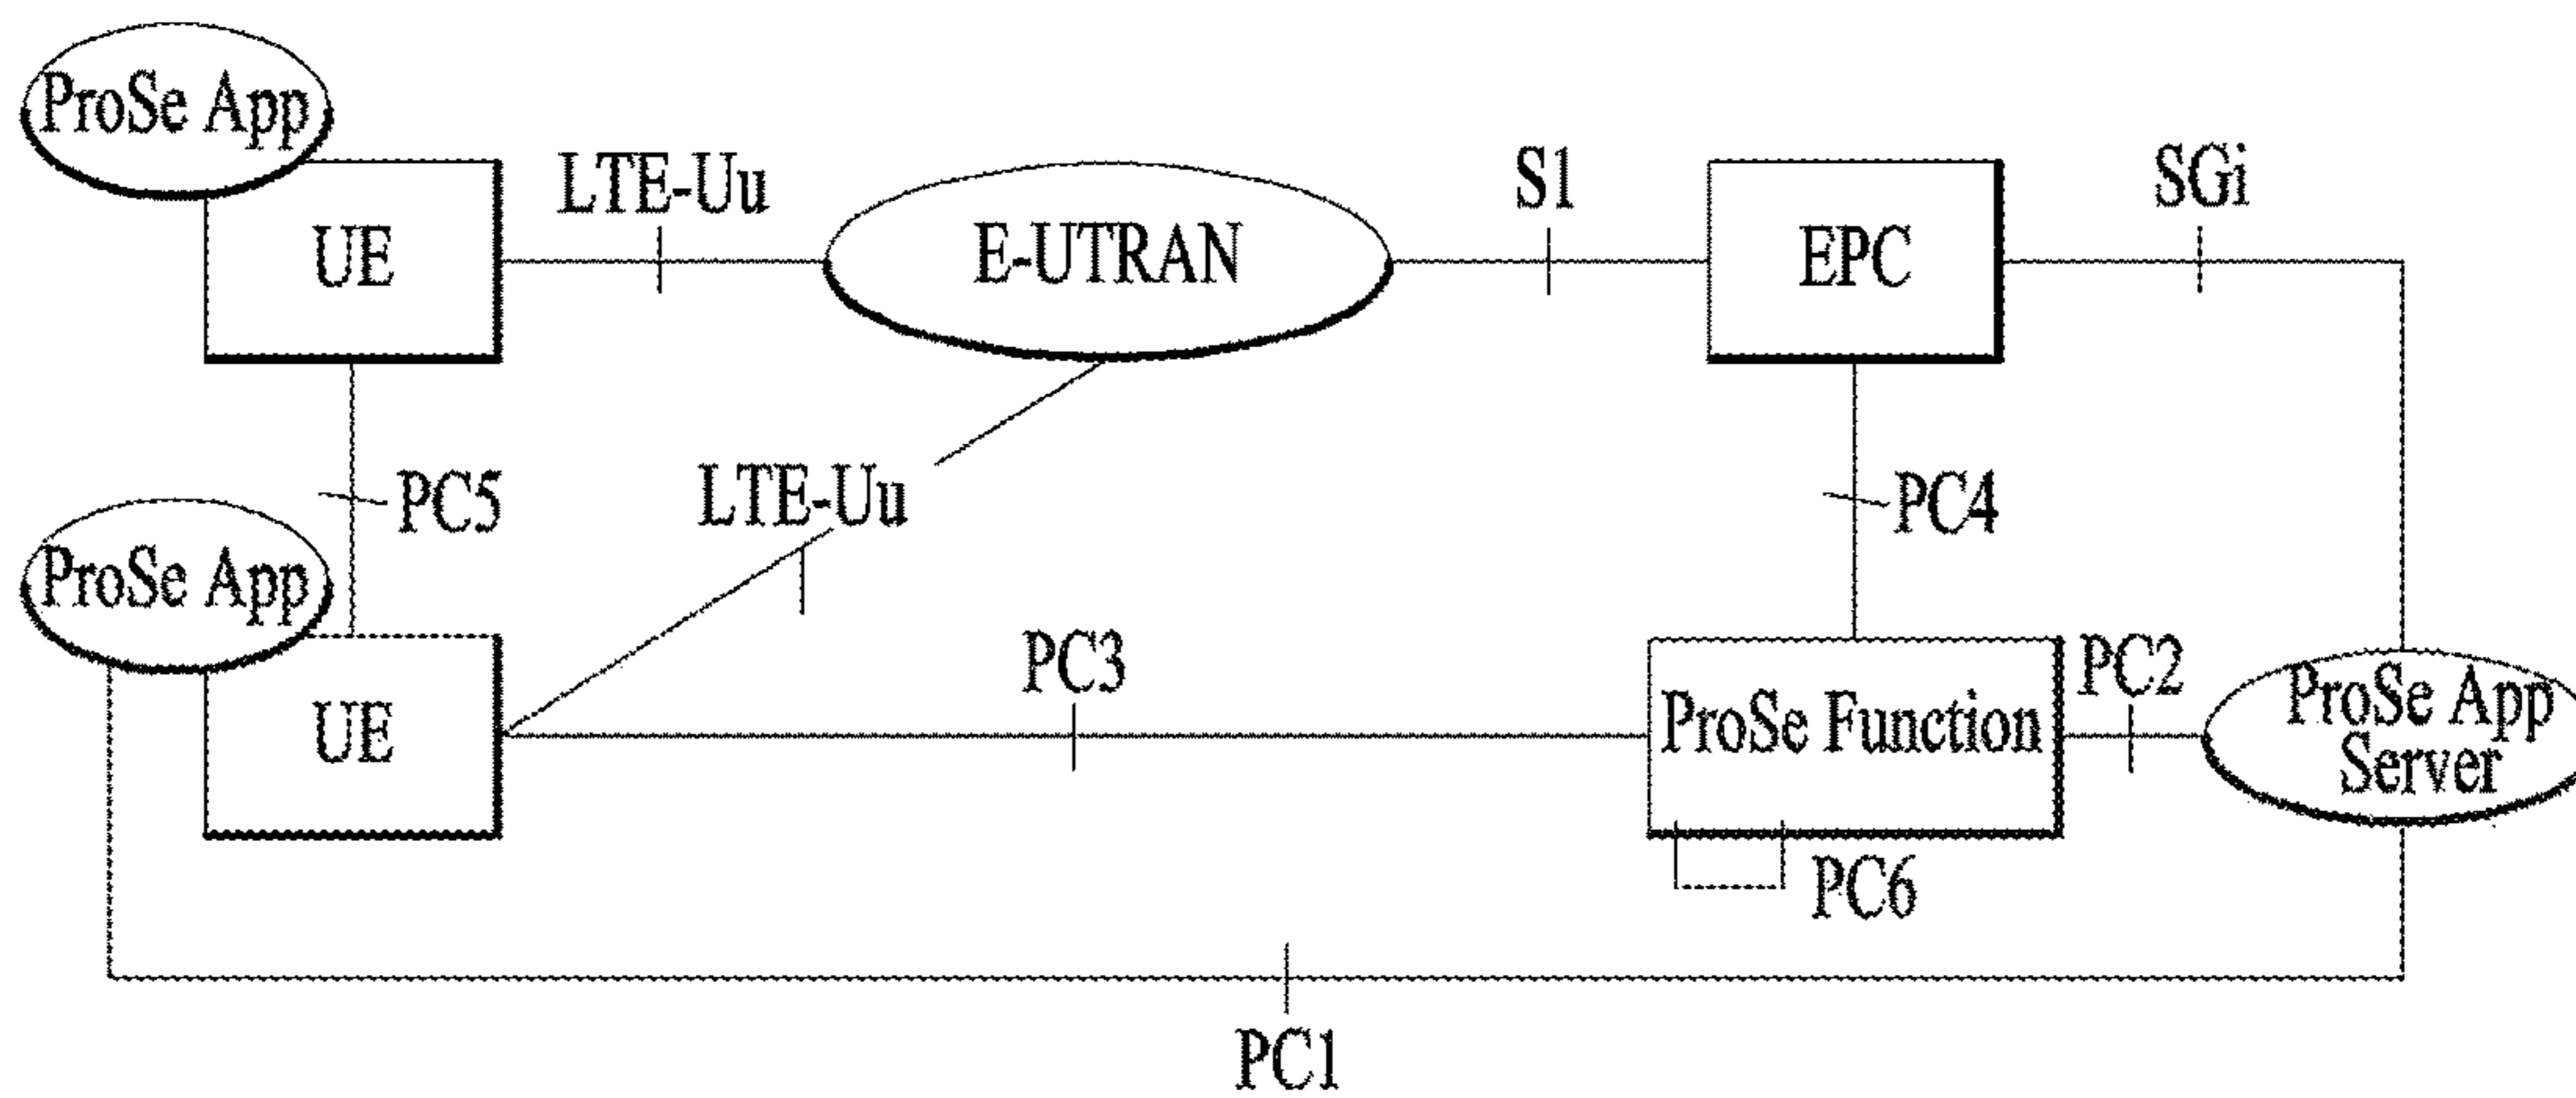 ProSe App
LTE-Uu
S1
SGi
UE
E-UTRAN
EPC
LTE-Uu
PC5
PC4
ProSe App
PC3
PC2
UE
ProSe Function
ProSe App
Server
PC6
PC1